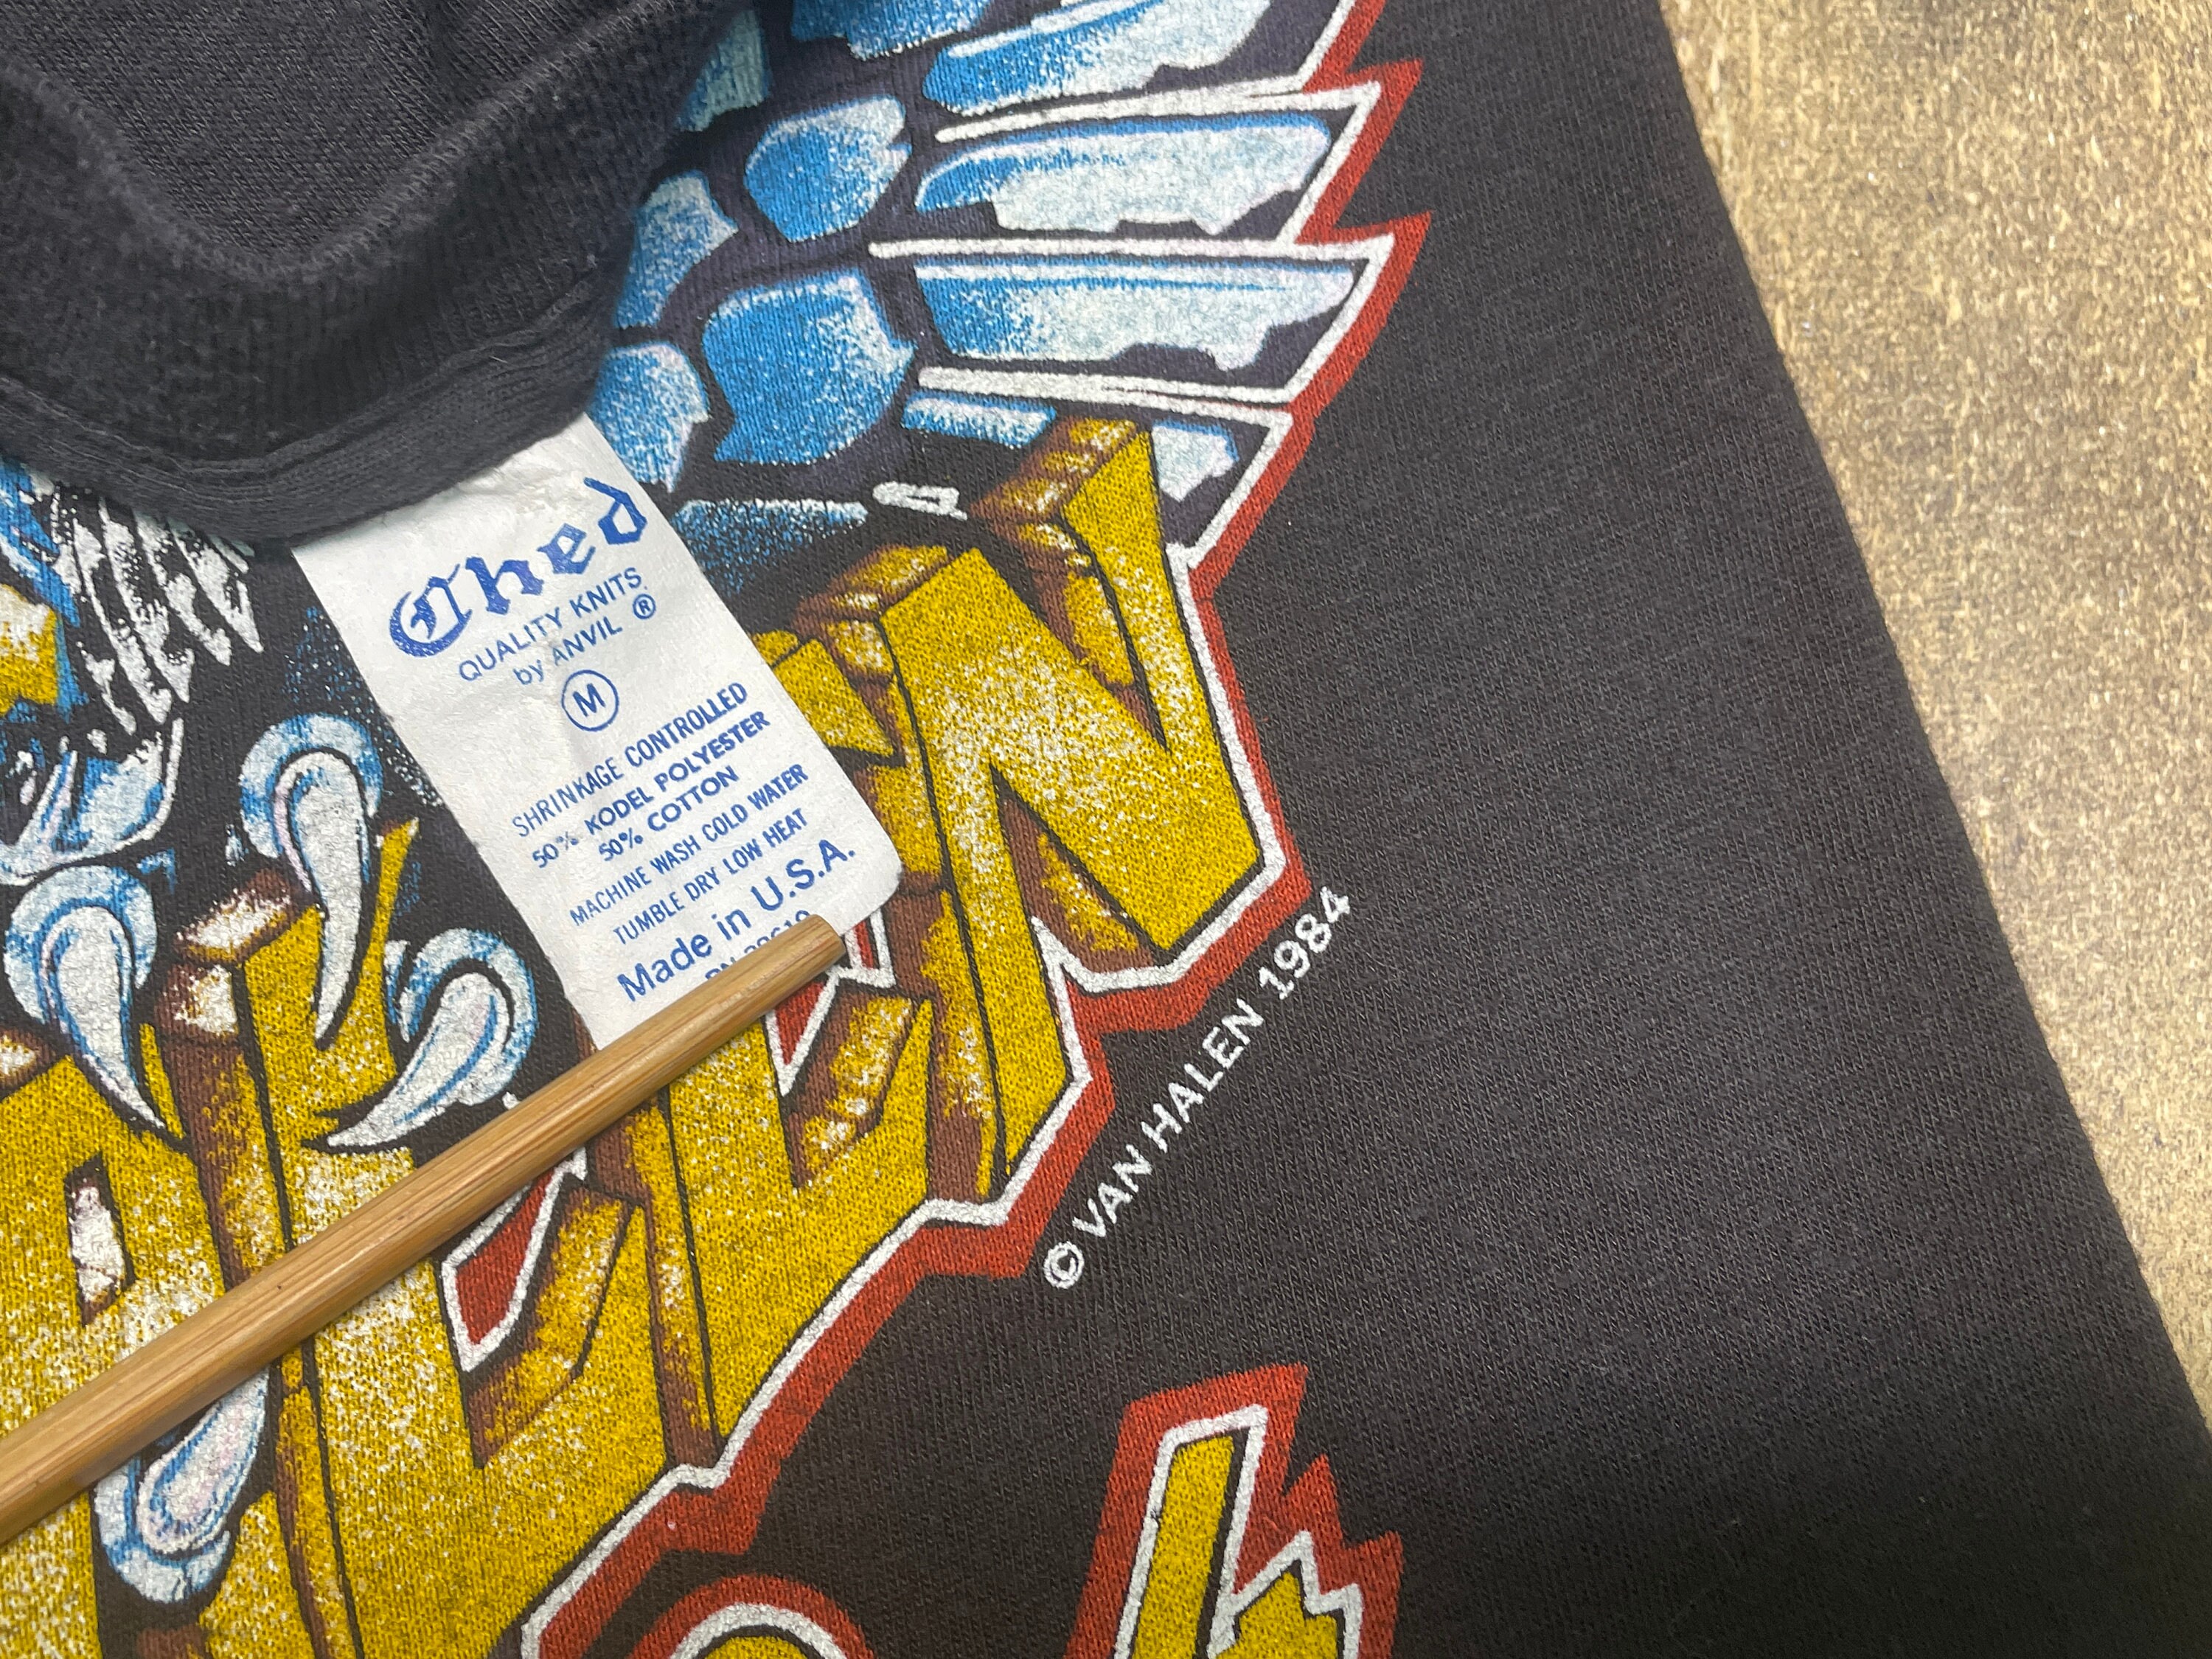 Ched
QUALITY KNITS
by ANVIL ®
M
SHRINKAGE CONTROLLED
50% KODEL POLYESTER
50% COTTON
MACHINE WASH COLD WATER
TUMBLE DRY LOW HEAT
Made in U.S.A.
© VAN HALEN 1984